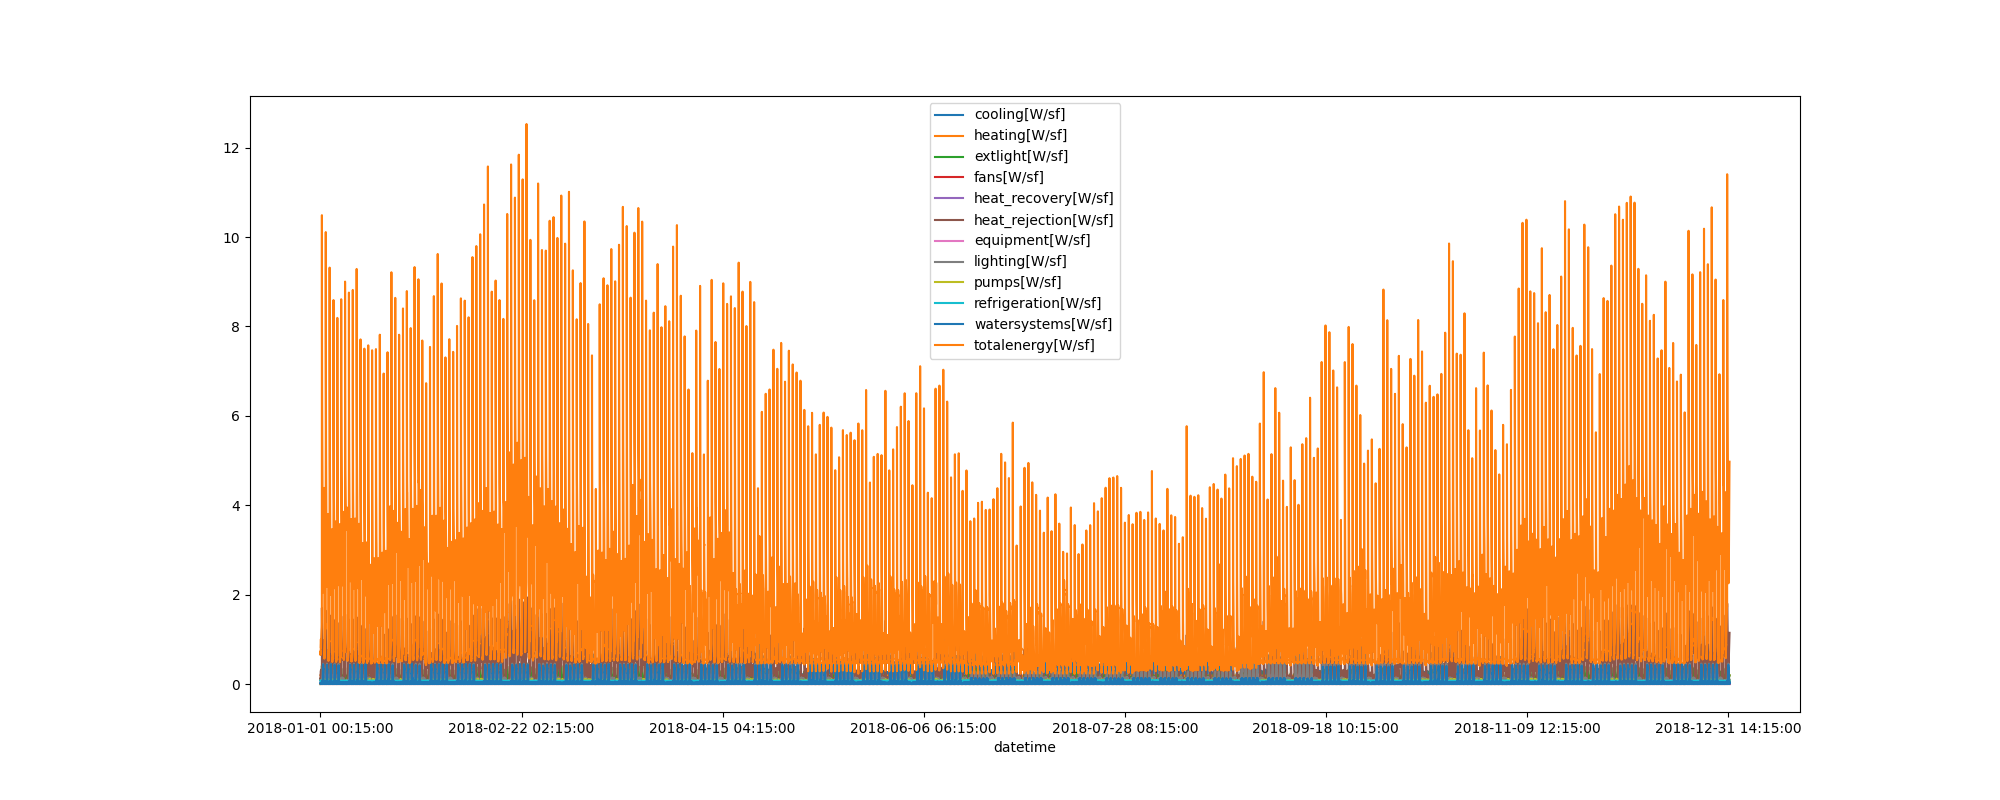 cooling[W/sf]
heating[W/sf]
extlight[W/sf]
fans[W/sf]
heat_recovery[W/sf]
heat_rejection[W/sf]
equipment[W/sf]
lighting[W/sf]
pumps[W/sf]
refrigeration[W/sf]
watersystems[W/sf]
totalenergy[W/sf]
12
10
8
6
4
2
0
2018-01-01 00:15:00 2018-02-22 02:15:00 2018-04-15 04:15:00 2018-06-06 06:15:00 2018-07-28 08:15:00 2018-09-18 10:15:00 2018-11-09 12:15:00 2018-12-31 14:15:00
datetime